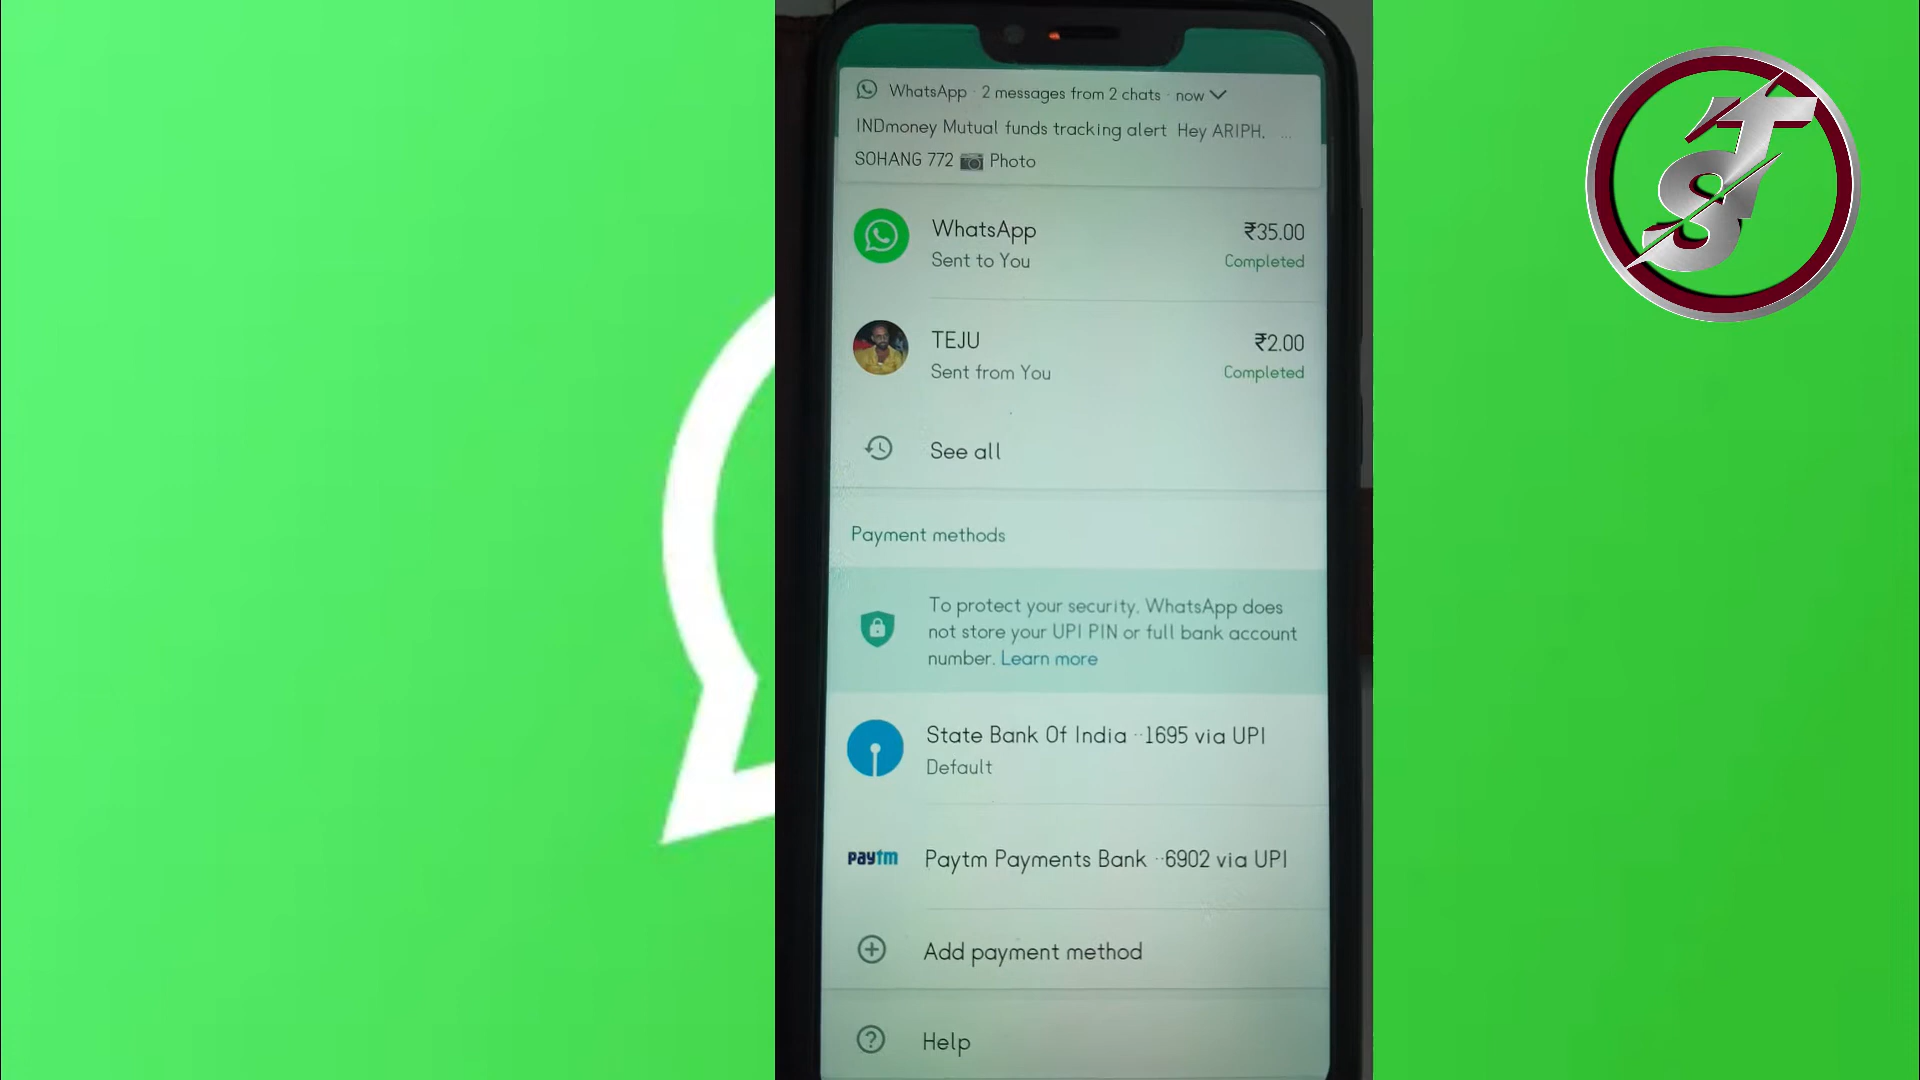 WhatsApp · 2 messages from 2 chats · now
INDmoney Mutual funds tracking alert Hey ARIPH, ...
SOHANG 772 📷 Photo
WhatsApp ₹35.00
Sent to You Completed
TEJU ₹2.00
Sent from You Completed
See all
Payment methods
To protect your security, WhatsApp does
not store your UPI PIN or full bank account
number. Learn more
State Bank Of India ··1695 via UPI
Default
paytm Paytm Payments Bank ··6902 via UPI
Add payment method
Help
TS